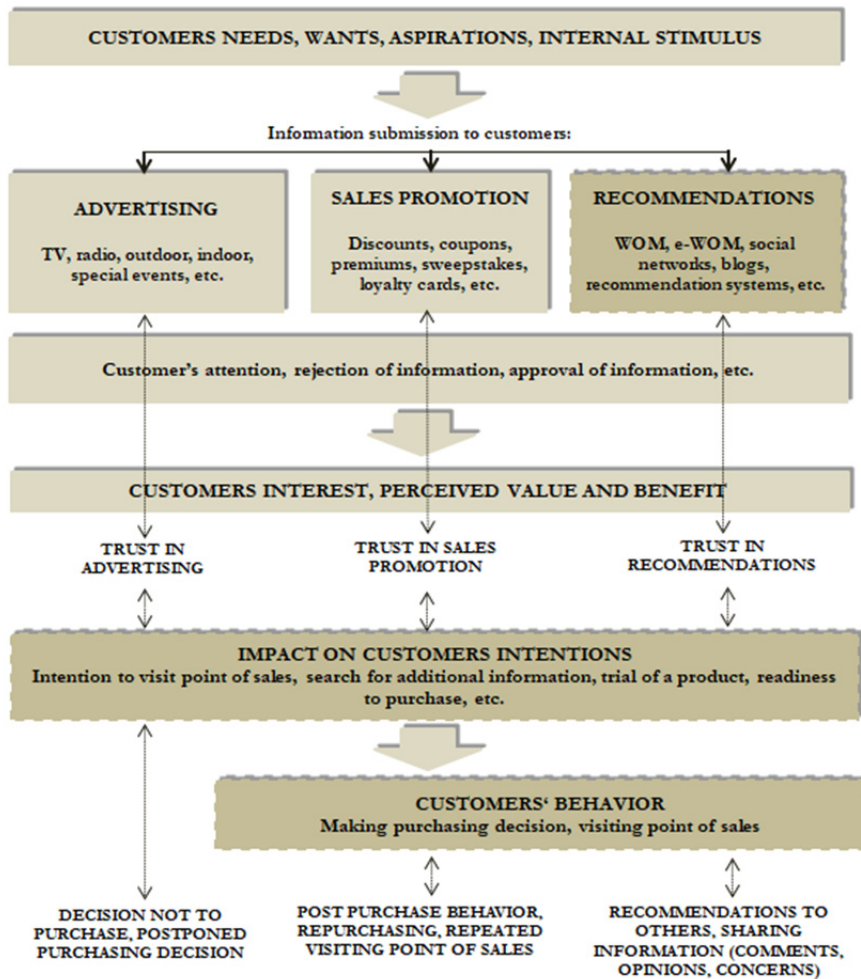 CUSTOMERS NEEDS, WANTS, ASPIRATIONS, INTERNAL STIMULUS
Information submission to customers:
ADVERTISING
TV, radio, outdoor, indoor,
special events, etc.
SALES PROMOTION
Discounts, coupons,
premiums, sweepstakes,
loyalty cards, etc.
RECOMMENDATIONS
WOM, e-WOM, social
networks, blogs,
recommendation systems, etc.
Customer’s attention, rejection of information, approval of information, etc.
CUSTOMERS INTEREST, PERCEIVED VALUE AND BENEFIT
TRUST IN
ADVERTISING
TRUST IN SALES
PROMOTION
TRUST IN
RECOMMENDATIONS
IMPACT ON CUSTOMERS INTENTIONS
Intention to visit point of sales, search for additional information, trial of a product, readiness
to purchase, etc.
CUSTOMERS‘ BEHAVIOR
Making purchasing decision, visiting point of sales
DECISION NOT TO
PURCHASE, POSTPONED
PURCHASING DECISION
POST PURCHASE BEHAVIOR,
REPURCHASING, REPEATED
VISITING POINT OF SALES
RECOMMENDATIONS TO
OTHERS, SHARING
INFORMATION (COMMENTS,
OPINIONS, CONCERNS)